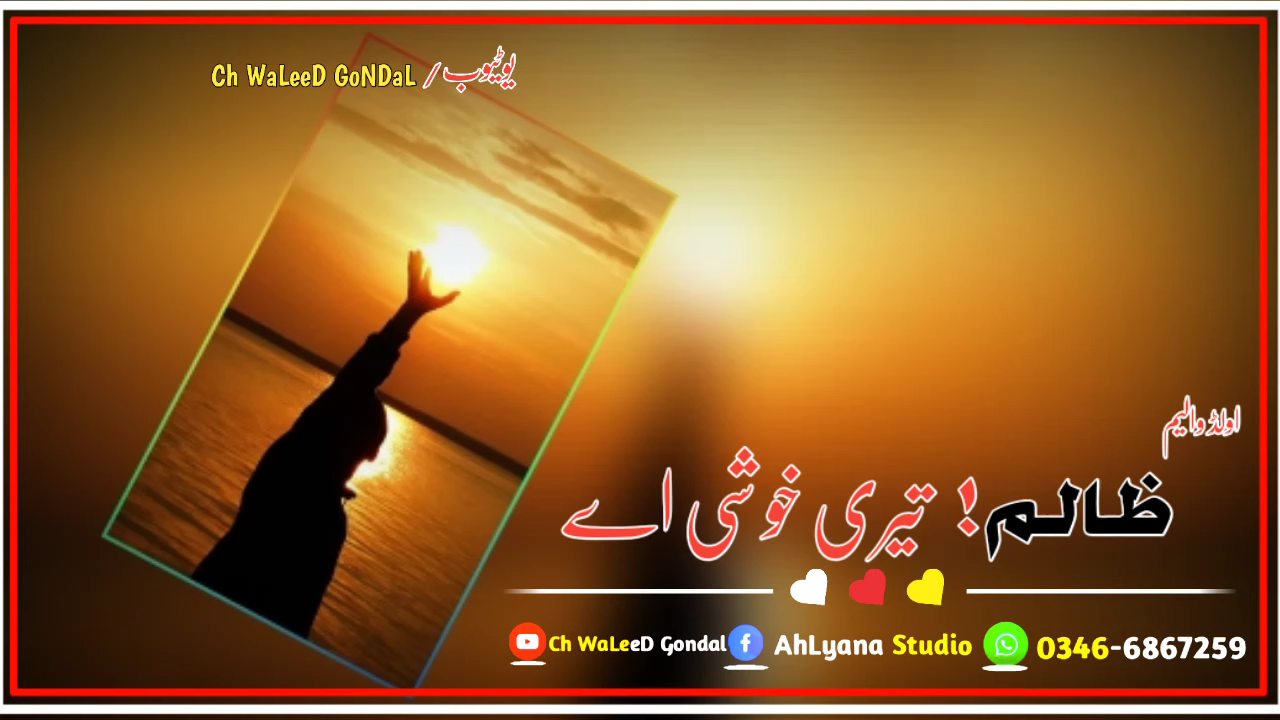 یوٹیوب / Ch WaLeeD GoNDaL
اولڈ والیم
ظالم! تیری خوشی اے
Ch WaLeeD Gondal AhLyana Studio 0346-6867259